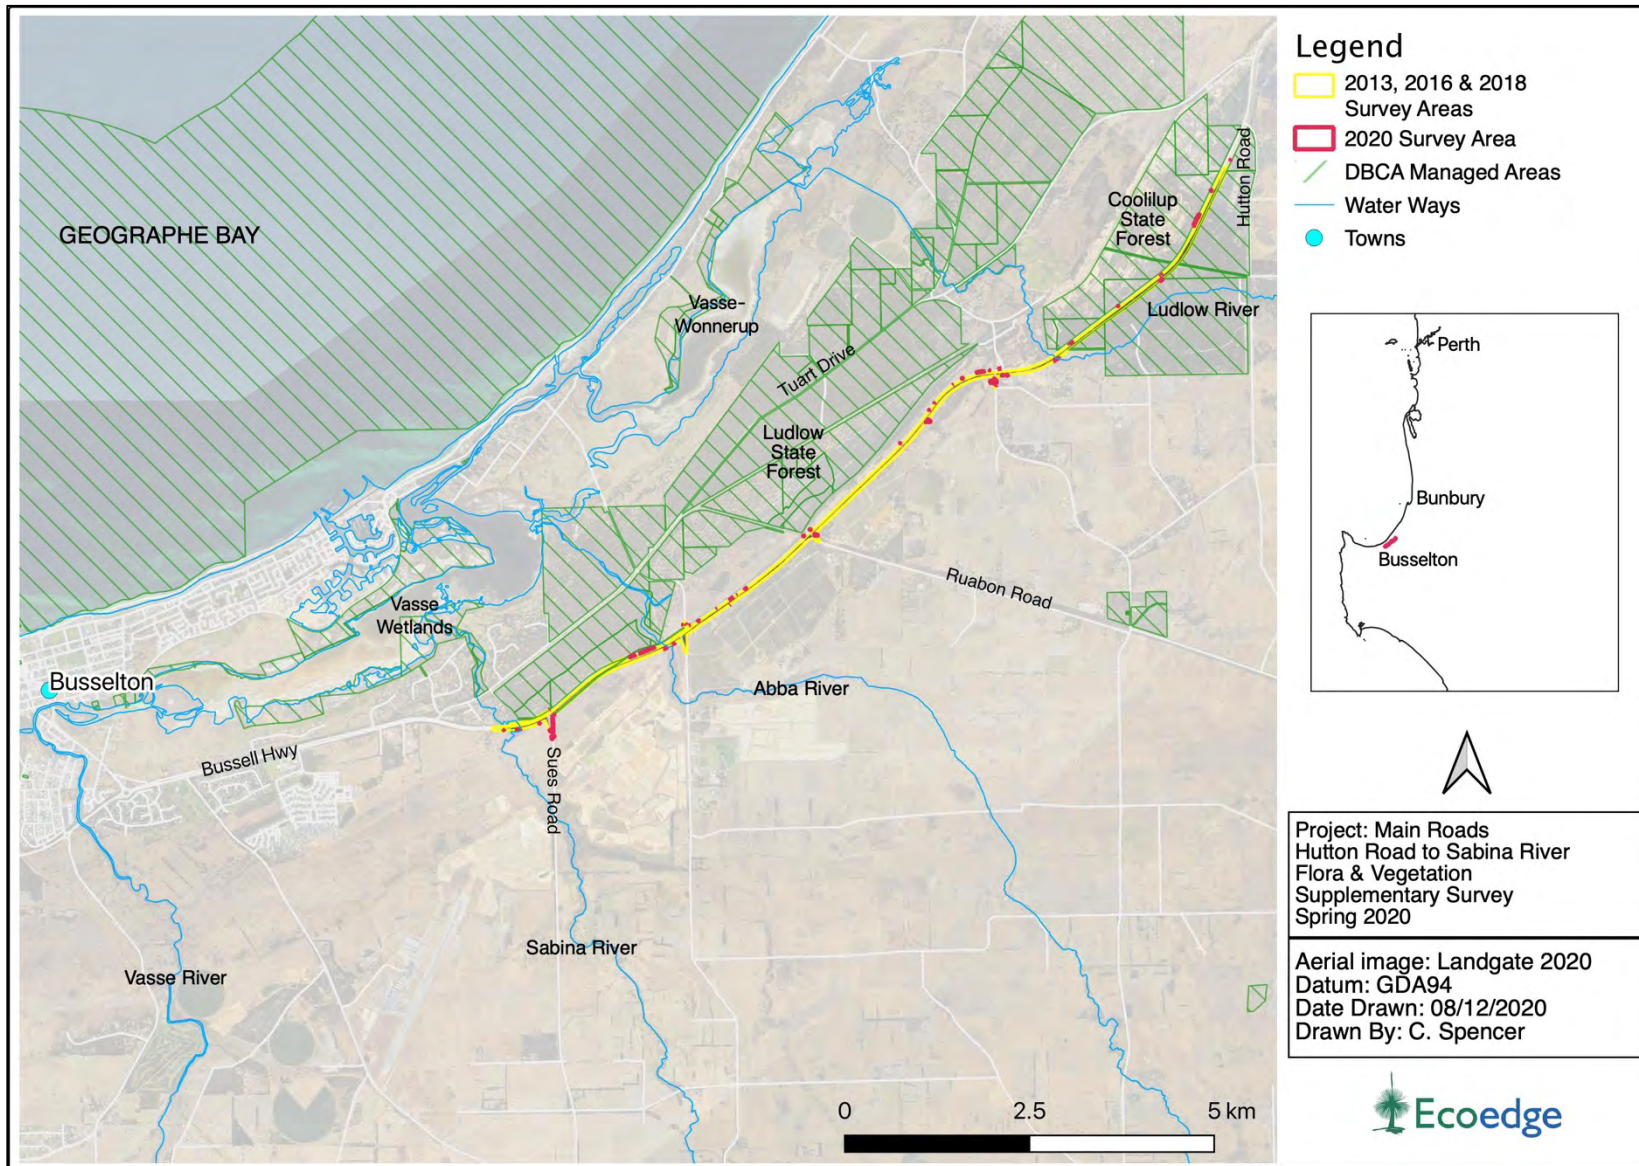 GEOGRAPHE BAY
Vasse-
Wonnerup
Coolilup
State
Forest
Hutton Road
Ludlow River
Tuart Drive
Ludlow
State
Forest
Ruabon Road
Vasse
Wetlands
Busselton
Abba River
Bussell Hwy
Sues Road
Sabina River
Vasse River
0 2.5 5 km
Legend
2013, 2016 & 2018
Survey Areas
2020 Survey Area
DBCA Managed Areas
Water Ways
Towns
Perth
Bunbury
Busselton
Project: Main Roads
Hutton Road to Sabina River
Flora & Vegetation
Supplementary Survey
Spring 2020
Aerial image: Landgate 2020
Datum: GDA94
Date Drawn: 08/12/2020
Drawn By: C. Spencer
Ecoedge